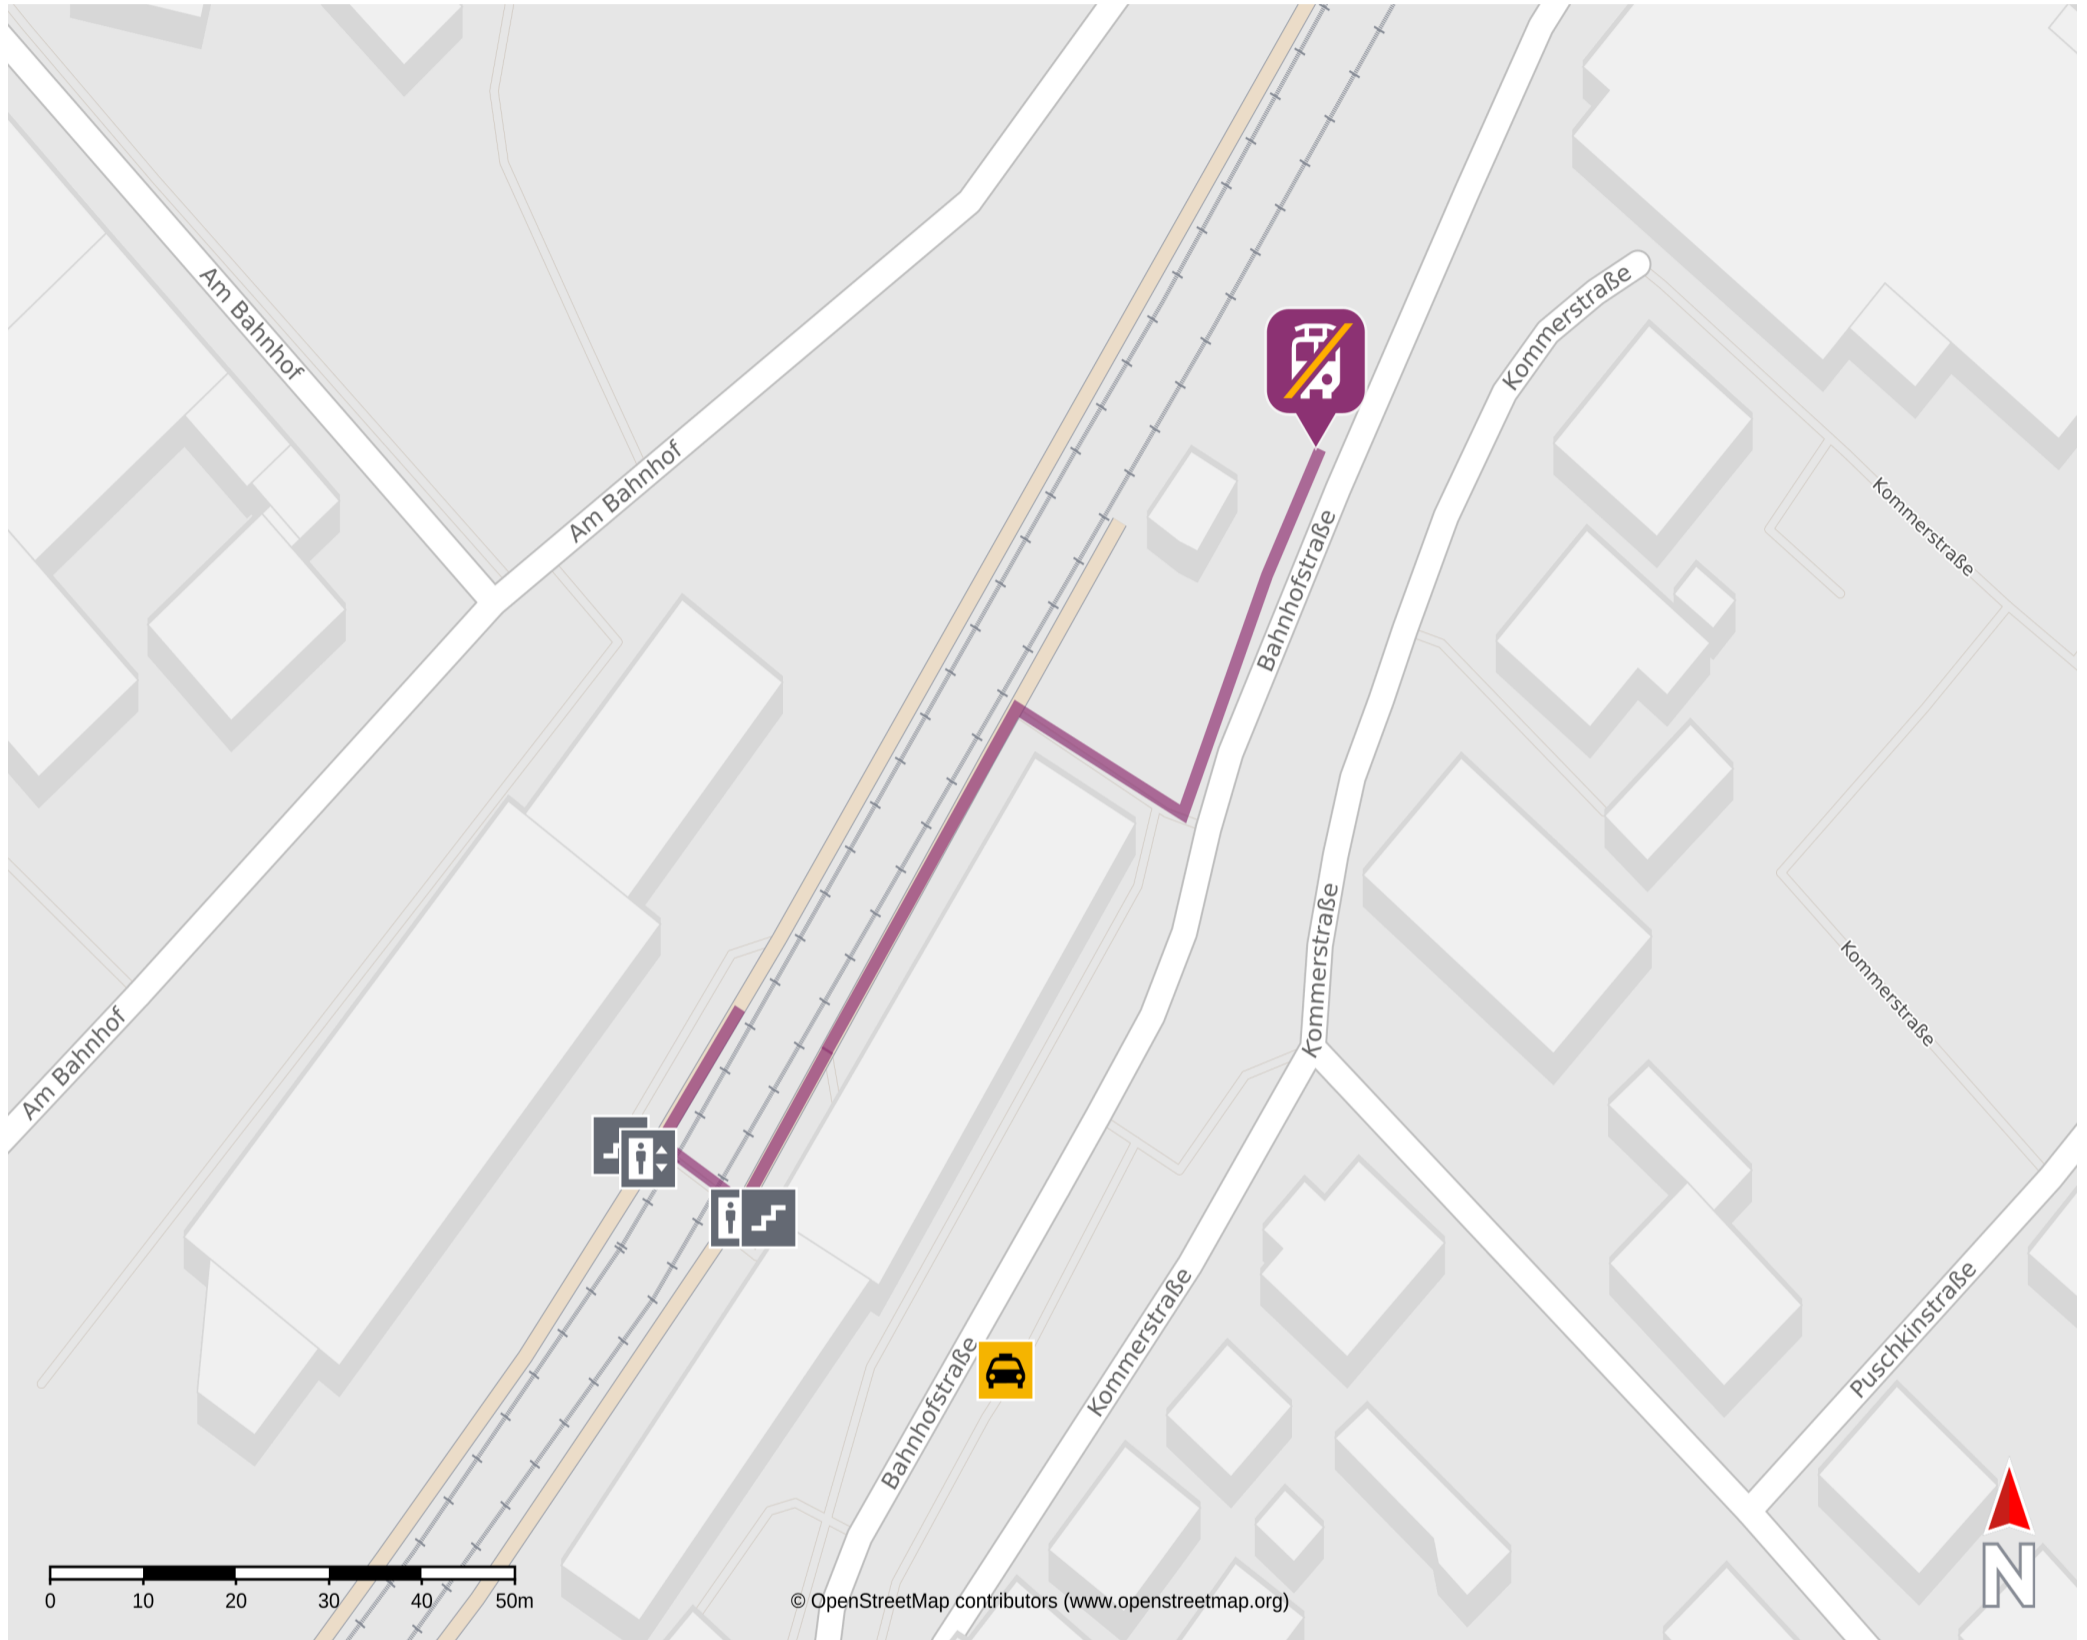 Am Bahnhof
Am Bahnhof
Am Bahnhof
Kommerstraße
Kommerstraße
Bahnhofstraße
Kommerstraße
Kommerstraße
Puschkinstraße
Kommerstraße
Bahnhofstraße
0 10 20 30 40 50m
© OpenStreetMap contributors (www.openstreetmap.org)
N